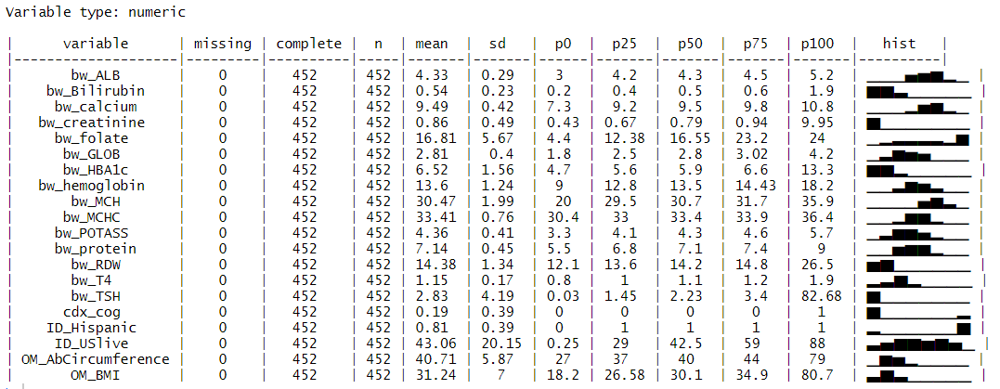 Variable type: numeric
| variable | missing | complete | n | mean | sd | p0 | p25 | p50 | p75 | p100 | hist |
|-------------------|---------|----------|-----|-------|-------|------|-------|-------|-------|-------|----------|
| bw_ALB | 0 | 452 | 452 | 4.33 | 0.29 | 3 | 4.2 | 4.3 | 4.5 | 5.2 | ▁▁▁▃▅▇▂▁ |
| bw_Bilirubin | 0 | 452 | 452 | 0.54 | 0.23 | 0.2 | 0.4 | 0.5 | 0.6 | 1.9 | ▇▇▂▁▁▁▁▁ |
| bw_calcium | 0 | 452 | 452 | 9.49 | 0.42 | 7.3 | 9.2 | 9.5 | 9.8 | 10.8 | ▁▁▁▂▅▇▂▁ |
| bw_creatinine | 0 | 452 | 452 | 0.86 | 0.49 | 0.43 | 0.67 | 0.79 | 0.94 | 9.95 | ▇▁▁▁▁▁▁▁ |
| bw_folate | 0 | 452 | 452 | 16.81 | 5.67 | 4.4 | 12.38 | 16.55 | 23.2 | 24 | ▁▂▃▃▃▃▂▇ |
| bw_GLOB | 0 | 452 | 452 | 2.81 | 0.4 | 1.8 | 2.5 | 2.8 | 3.02 | 4.2 | ▁▃▇▅▃▁▁▁ |
| bw_HBA1c | 0 | 452 | 452 | 6.52 | 1.56 | 4.7 | 5.6 | 5.9 | 6.6 | 13.3 | ▇▇▂▁▁▁▁▁ |
| bw_hemoglobin | 0 | 452 | 452 | 13.6 | 1.24 | 9 | 12.8 | 13.5 | 14.43 | 18.2 | ▁▁▃▇▅▂▁▁ |
| bw_MCH | 0 | 452 | 452 | 30.47 | 1.99 | 20 | 29.5 | 30.7 | 31.7 | 35.9 | ▁▁▁▁▃▇▂▁ |
| bw_MCHC | 0 | 452 | 452 | 33.41 | 0.76 | 30.4 | 33 | 33.4 | 33.9 | 36.4 | ▁▁▃▇▇▂▁▁ |
| bw_POTASS | 0 | 452 | 452 | 4.36 | 0.41 | 3.3 | 4.1 | 4.3 | 4.6 | 5.7 | ▁▃▇▇▅▂▁▁ |
| bw_protein | 0 | 452 | 452 | 7.14 | 0.45 | 5.5 | 6.8 | 7.1 | 7.4 | 9 | ▁▁▅▇▇▂▁▁ |
| bw_RDW | 0 | 452 | 452 | 14.38 | 1.34 | 12.1 | 13.6 | 14.2 | 14.8 | 26.5 | ▇▇▁▁▁▁▁▁ |
| bw_T4 | 0 | 452 | 452 | 1.15 | 0.17 | 0.8 | 1 | 1.1 | 1.2 | 1.9 | ▂▃▇▂▁▁▁▁ |
| bw_TSH | 0 | 452 | 452 | 2.83 | 4.19 | 0.03 | 1.45 | 2.23 | 3.4 | 82.68 | ▇▁▁▁▁▁▁▁ |
| cdx_cog | 0 | 452 | 452 | 0.19 | 0.39 | 0 | 0 | 0 | 0 | 1 | ▇▁▁▁▁▁▁▂ |
| ID_Hispanic | 0 | 452 | 452 | 0.81 | 0.39 | 0 | 1 | 1 | 1 | 1 | ▂▁▁▁▁▁▁▇ |
| ID_USlive | 0 | 452 | 452 | 43.06 | 20.15 | 0.25 | 29 | 42.5 | 59 | 88 | ▂▅▇▇▅▇▅▂ |
| OM_AbCircumference | 0 | 452 | 452 | 40.71 | 5.87 | 27 | 37 | 40 | 44 | 79 | ▁▇▅▁▁▁▁▁ |
| OM_BMI | 0 | 452 | 452 | 31.24 | 7 | 18.2 | 26.58 | 30.1 | 34.9 | 80.7 | ▃▇▂▁▁▁▁▁ |